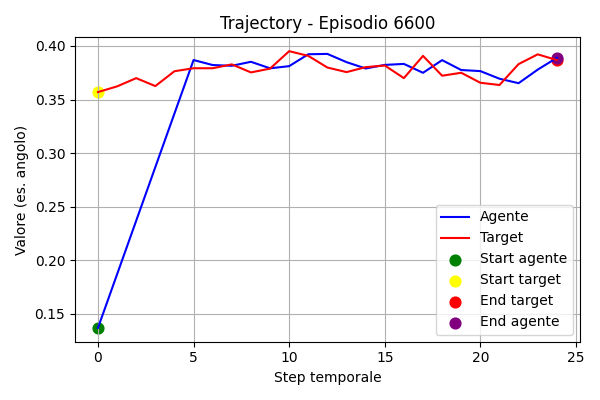 Trajectory - Episodio 6600
Valore (es. angolo)
0.40
0.35
0.30
0.25
0.20
0.15
0
5
10
15
20
25
Step temporale
Agente
Target
Start agente
Start target
End target
End agente